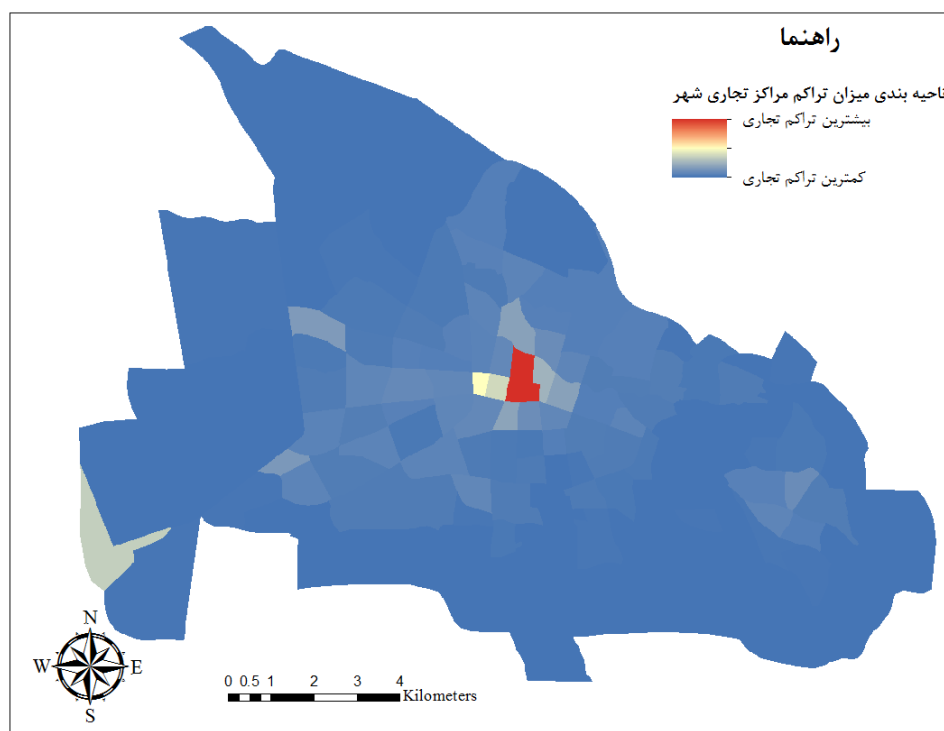 راهنما
ناحیه بندی میزان تراکم مراکز تجاری شهر
بیشترین تراکم تجاری
کمترین تراکم تجاری
N
W E
S
0 0.5 1 2 3 4
Kilometers